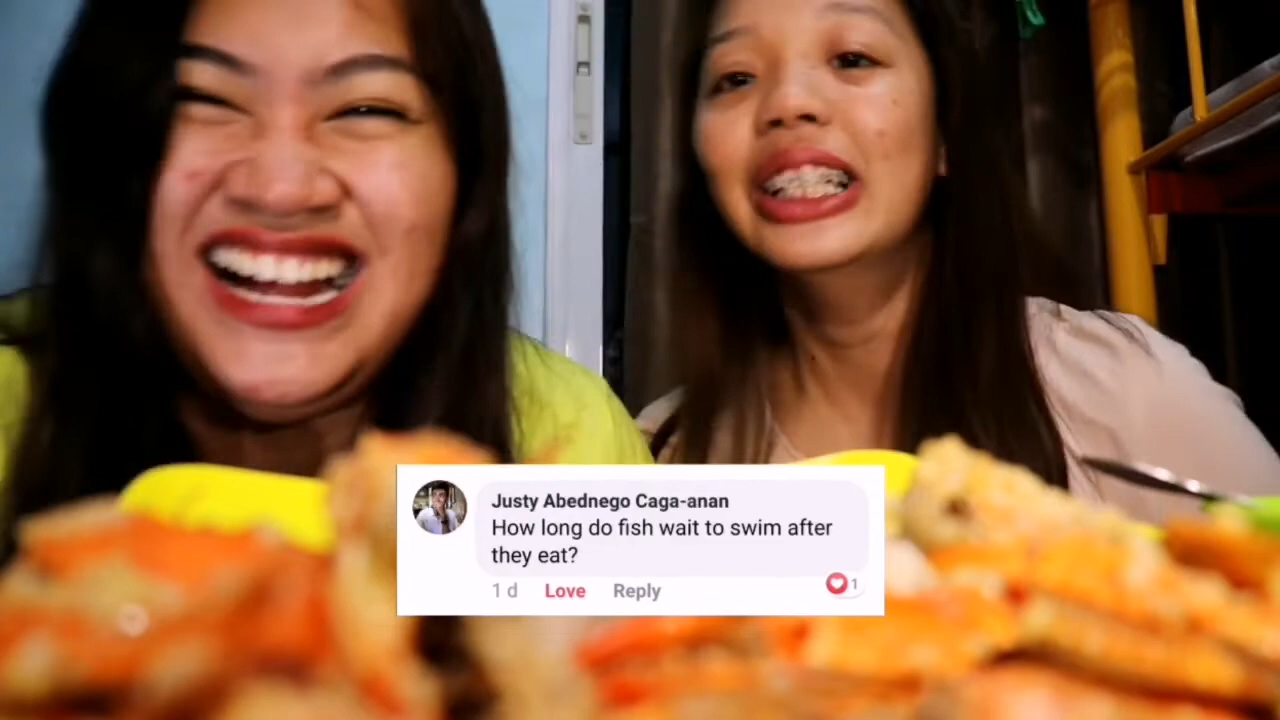 Justy Abednego Caga-anan
How long do fish wait to swim after
they eat?
1 d Love Reply
1